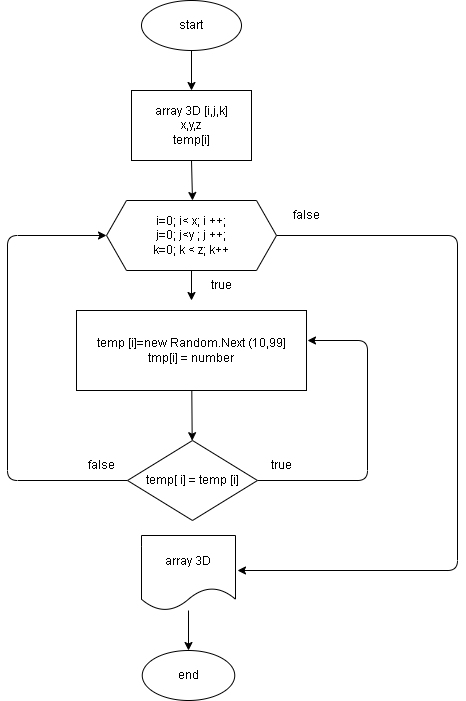 start
array 3D [i,j,k]
x,y,z
temp[i]
i=0; i< x; i ++;
j=0; j<y ; j ++;
k=0; k < z; k++
false
true
temp [i]=new Random.Next (10,99]
tmp[i] = number
false
true
temp[ i] = temp [i]
array 3D
end